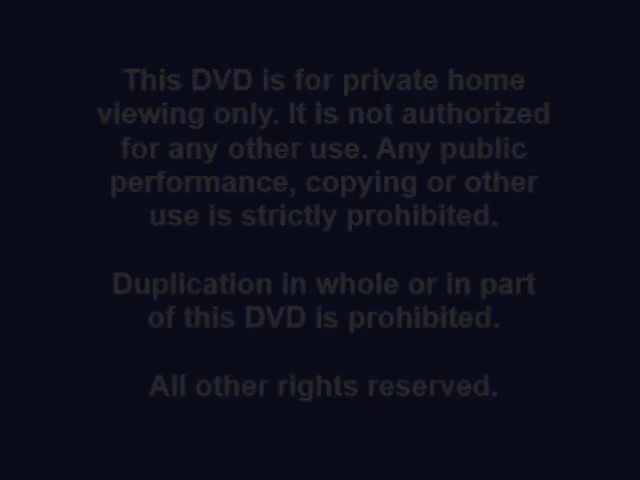 This DVD is for private home
viewing only. It is not authorized
for any other use. Any public
performance, copying or other
use is strictly prohibited.
Duplication in whole or in part
of this DVD is prohibited.
All other rights reserved.